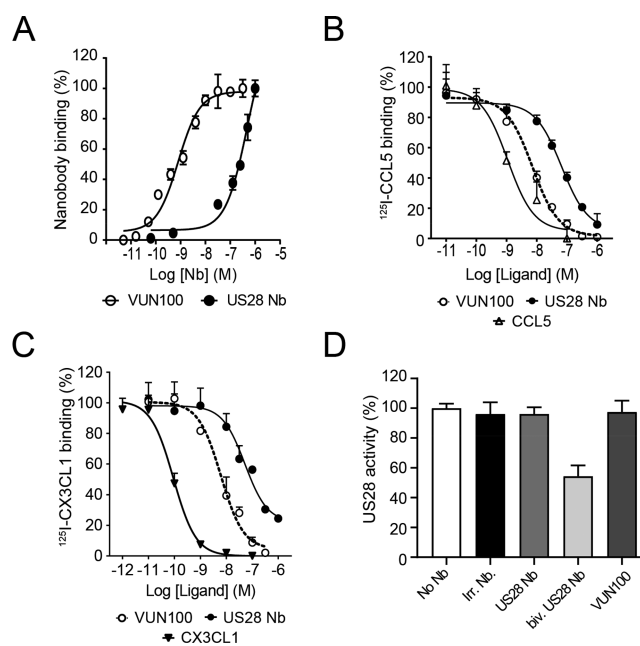 A
Nanobody binding (%)
120
100
80
60
40
20
0
-11 -10 -9 -8 -7 -6 -5
Log [Nb] (M)
VUN100 US28 Nb
B
¹²⁵I-CCL5 binding (%)
120
100
80
60
40
20
0
-11 -10 -9 -8 -7 -6
Log [Ligand] (M)
VUN100 US28 Nb
CCL5
C
¹²⁵I-CX3CL1 binding (%)
120
100
80
60
40
20
0
-12 -11 -10 -9 -8 -7 -6
Log [Ligand] (M)
VUN100 US28 Nb
CX3CL1
D
US28 activity (%)
120
100
80
60
40
20
0
No Nb
Irr. Nb.
US28 Nb
biv. US28 Nb
VUN100